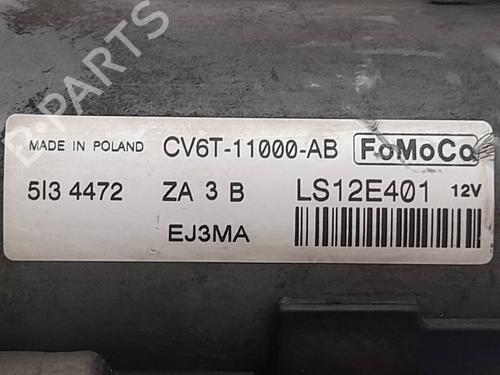 MADE IN POLAND CV6T-11000-AB FoMoCo
5I3 4472 ZA 3 B LS12E401 12V
EJ3MA
B-PARTS